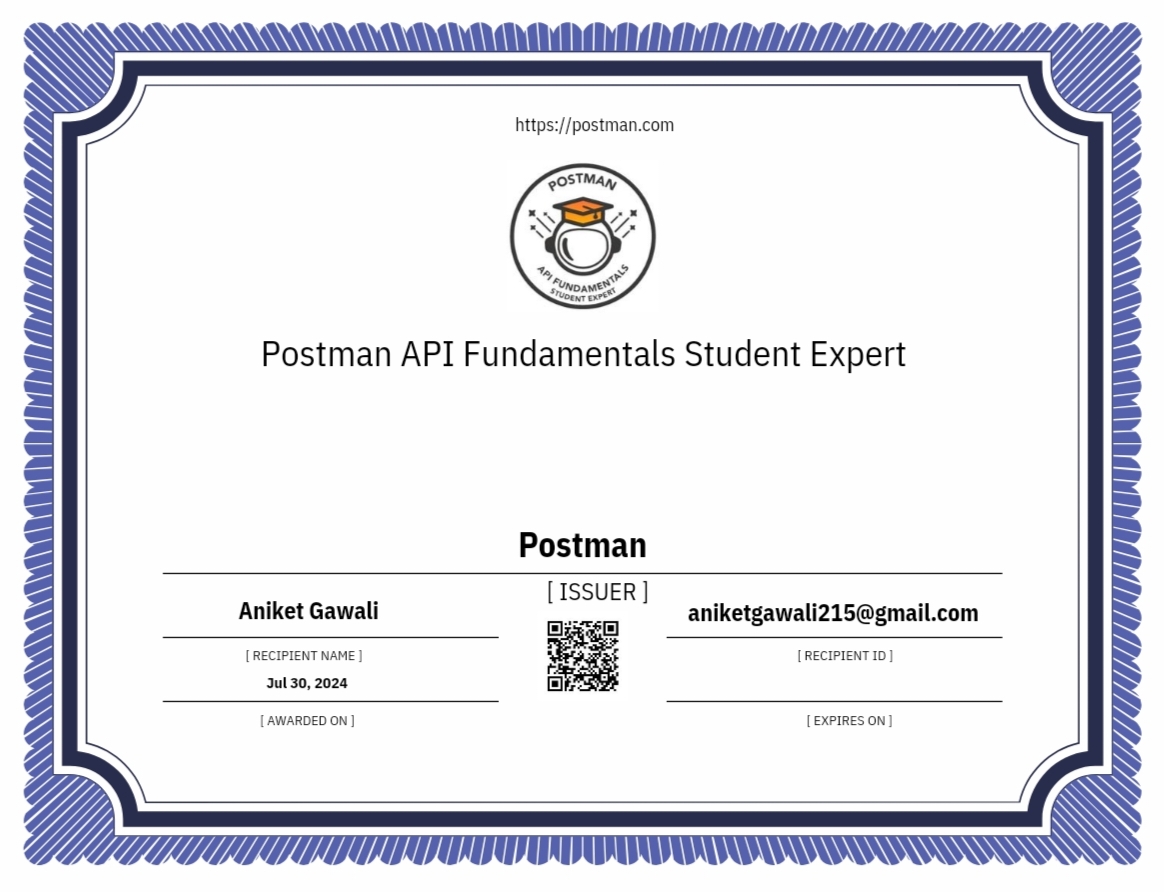 https://postman.com
POSTMAN
API FUNDAMENTALS
STUDENT EXPERT
Postman API Fundamentals Student Expert
Postman
[ ISSUER ]
Aniket Gawali
aniketgawali215@gmail.com
[ RECIPIENT NAME ]
[ RECIPIENT ID ]
Jul 30, 2024
[ AWARDED ON ]
[ EXPIRES ON ]